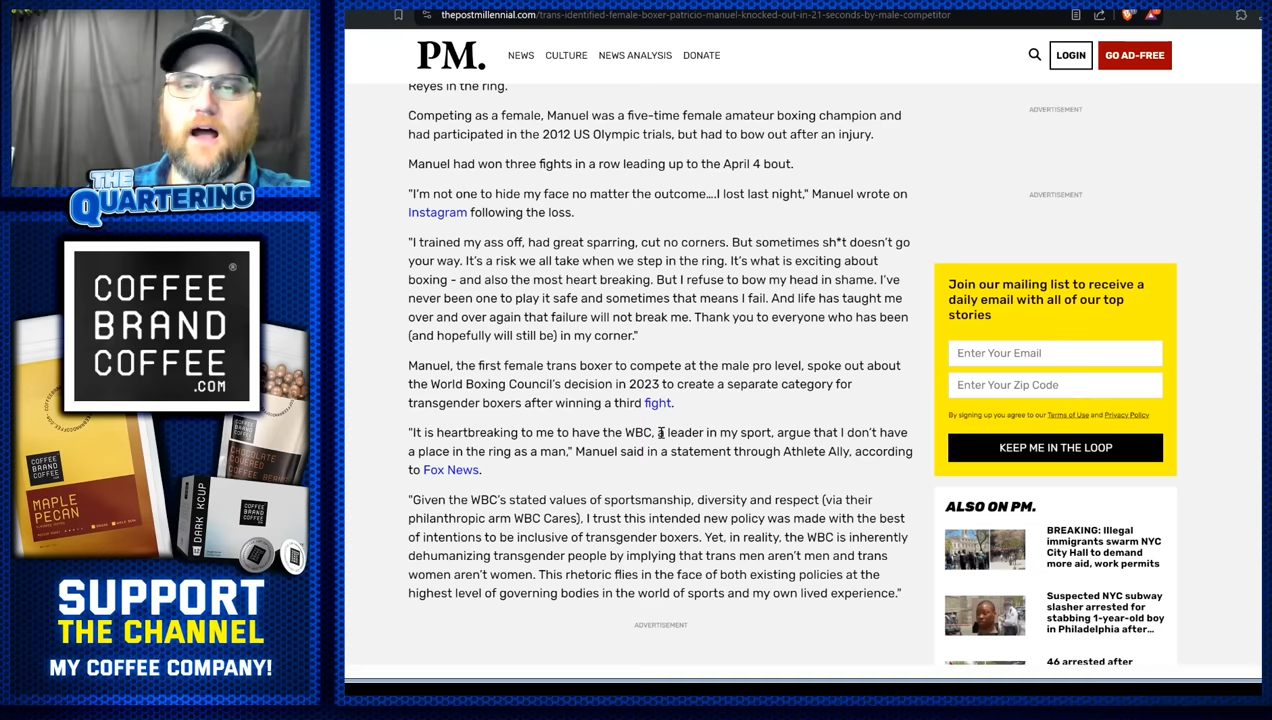 thepostmillennial.com/trans-identified-female-boxer-patricio-manuel-knocked-out-in-21-seconds-by-male-competitor
PM.
NEWS CULTURE NEWS ANALYSIS DONATE
LOGIN
GO AD-FREE
Reyes in the ring.
Competing as a female, Manuel was a five-time female amateur boxing champion and
had participated in the 2012 US Olympic trials, but had to bow out after an injury.
Manuel had won three fights in a row leading up to the April 4 bout.
"I'm not one to hide my face no matter the outcome....I lost last night," Manuel wrote on
Instagram following the loss.
"I trained my ass off, had great sparring, cut no corners. But sometimes sh*t doesn't go
your way. It's a risk we all take when we step in the ring. It's what is exciting about
boxing - and also the most heart breaking. But I refuse to bow my head in shame. I've
never been one to play it safe and sometimes that means I fail. And life has taught me
over and over again that failure will not break me. Thank you to everyone who has been
(and hopefully will still be) in my corner."
Manuel, the first female trans boxer to compete at the male pro level, spoke out about
the World Boxing Council's decision in 2023 to create a separate category for
transgender boxers after winning a third fight.
"It is heartbreaking to me to have the WBC, a leader in my sport, argue that I don't have
a place in the ring as a man," Manuel said in a statement through Athlete Ally, according
to Fox News.
"Given the WBC's stated values of sportsmanship, diversity and respect (via their
philanthropic arm WBC Cares), I trust this intended new policy was made with the best
of intentions to be inclusive of transgender boxers. Yet, in reality, the WBC is inherently
dehumanizing transgender people by implying that trans men aren't men and trans
women aren't women. This rhetoric flies in the face of both existing policies at the
highest level of governing bodies in the world of sports and my own lived experience."
ADVERTISEMENT
ADVERTISEMENT
ADVERTISEMENT
Join our mailing list to receive a
daily email with all of our top
stories
Enter Your Email
Enter Your Zip Code
By signing up you agree to our Terms of Use and Privacy Policy
KEEP ME IN THE LOOP
ALSO ON PM.
BREAKING: Illegal
immigrants swarm NYC
City Hall to demand
more aid, work permits
Suspected NYC subway
slasher arrested for
stabbing 1-year-old boy
in Philadelphia after...
46 arrested after
THE
QUARTERING
COFFEE
BRAND
COFFEE
.COM
®
COFFEE
BRAND
COFFEE
MAPLE
PECAN
COFFEE
BRAND
COFFEE
CHOCOLATE
COVERED
COFFEE BEANS
DARK KCUP
COFFEE
BRAND
COFFEE
SUPPORT
THE CHANNEL
MY COFFEE COMPANY!